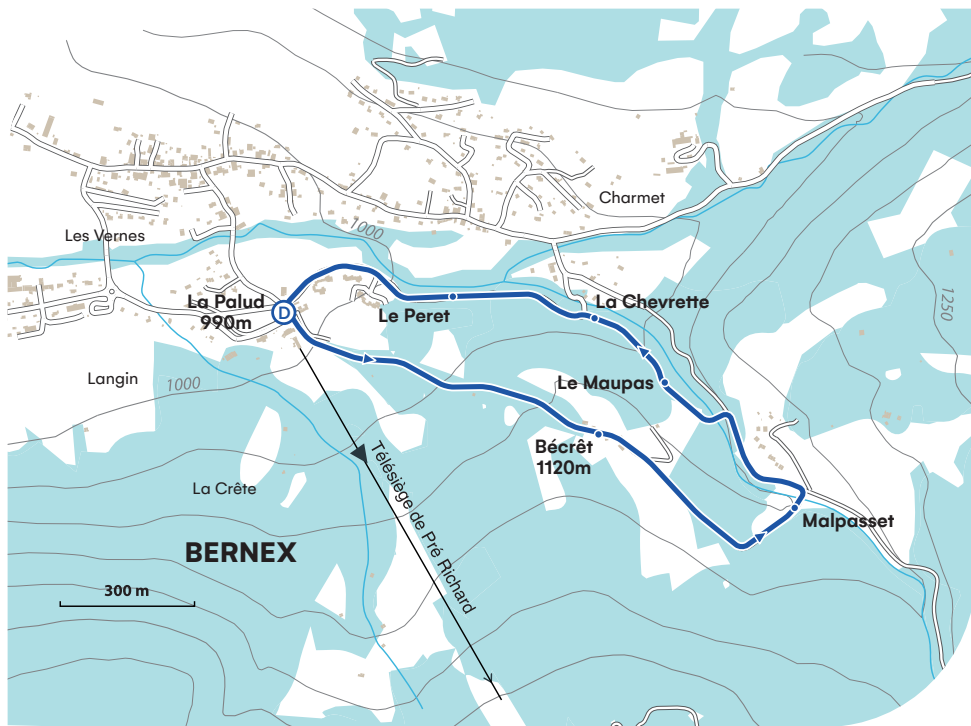 Charmet
1000
Les Vernes
1250
La Palud
990m
D
La Chevrette
Le Peret
Langin
1000
Le Maupas
Bécrêt
1120m
Télésiège de Pré Richard
La Crête
Malpasset
BERNEX
300 m